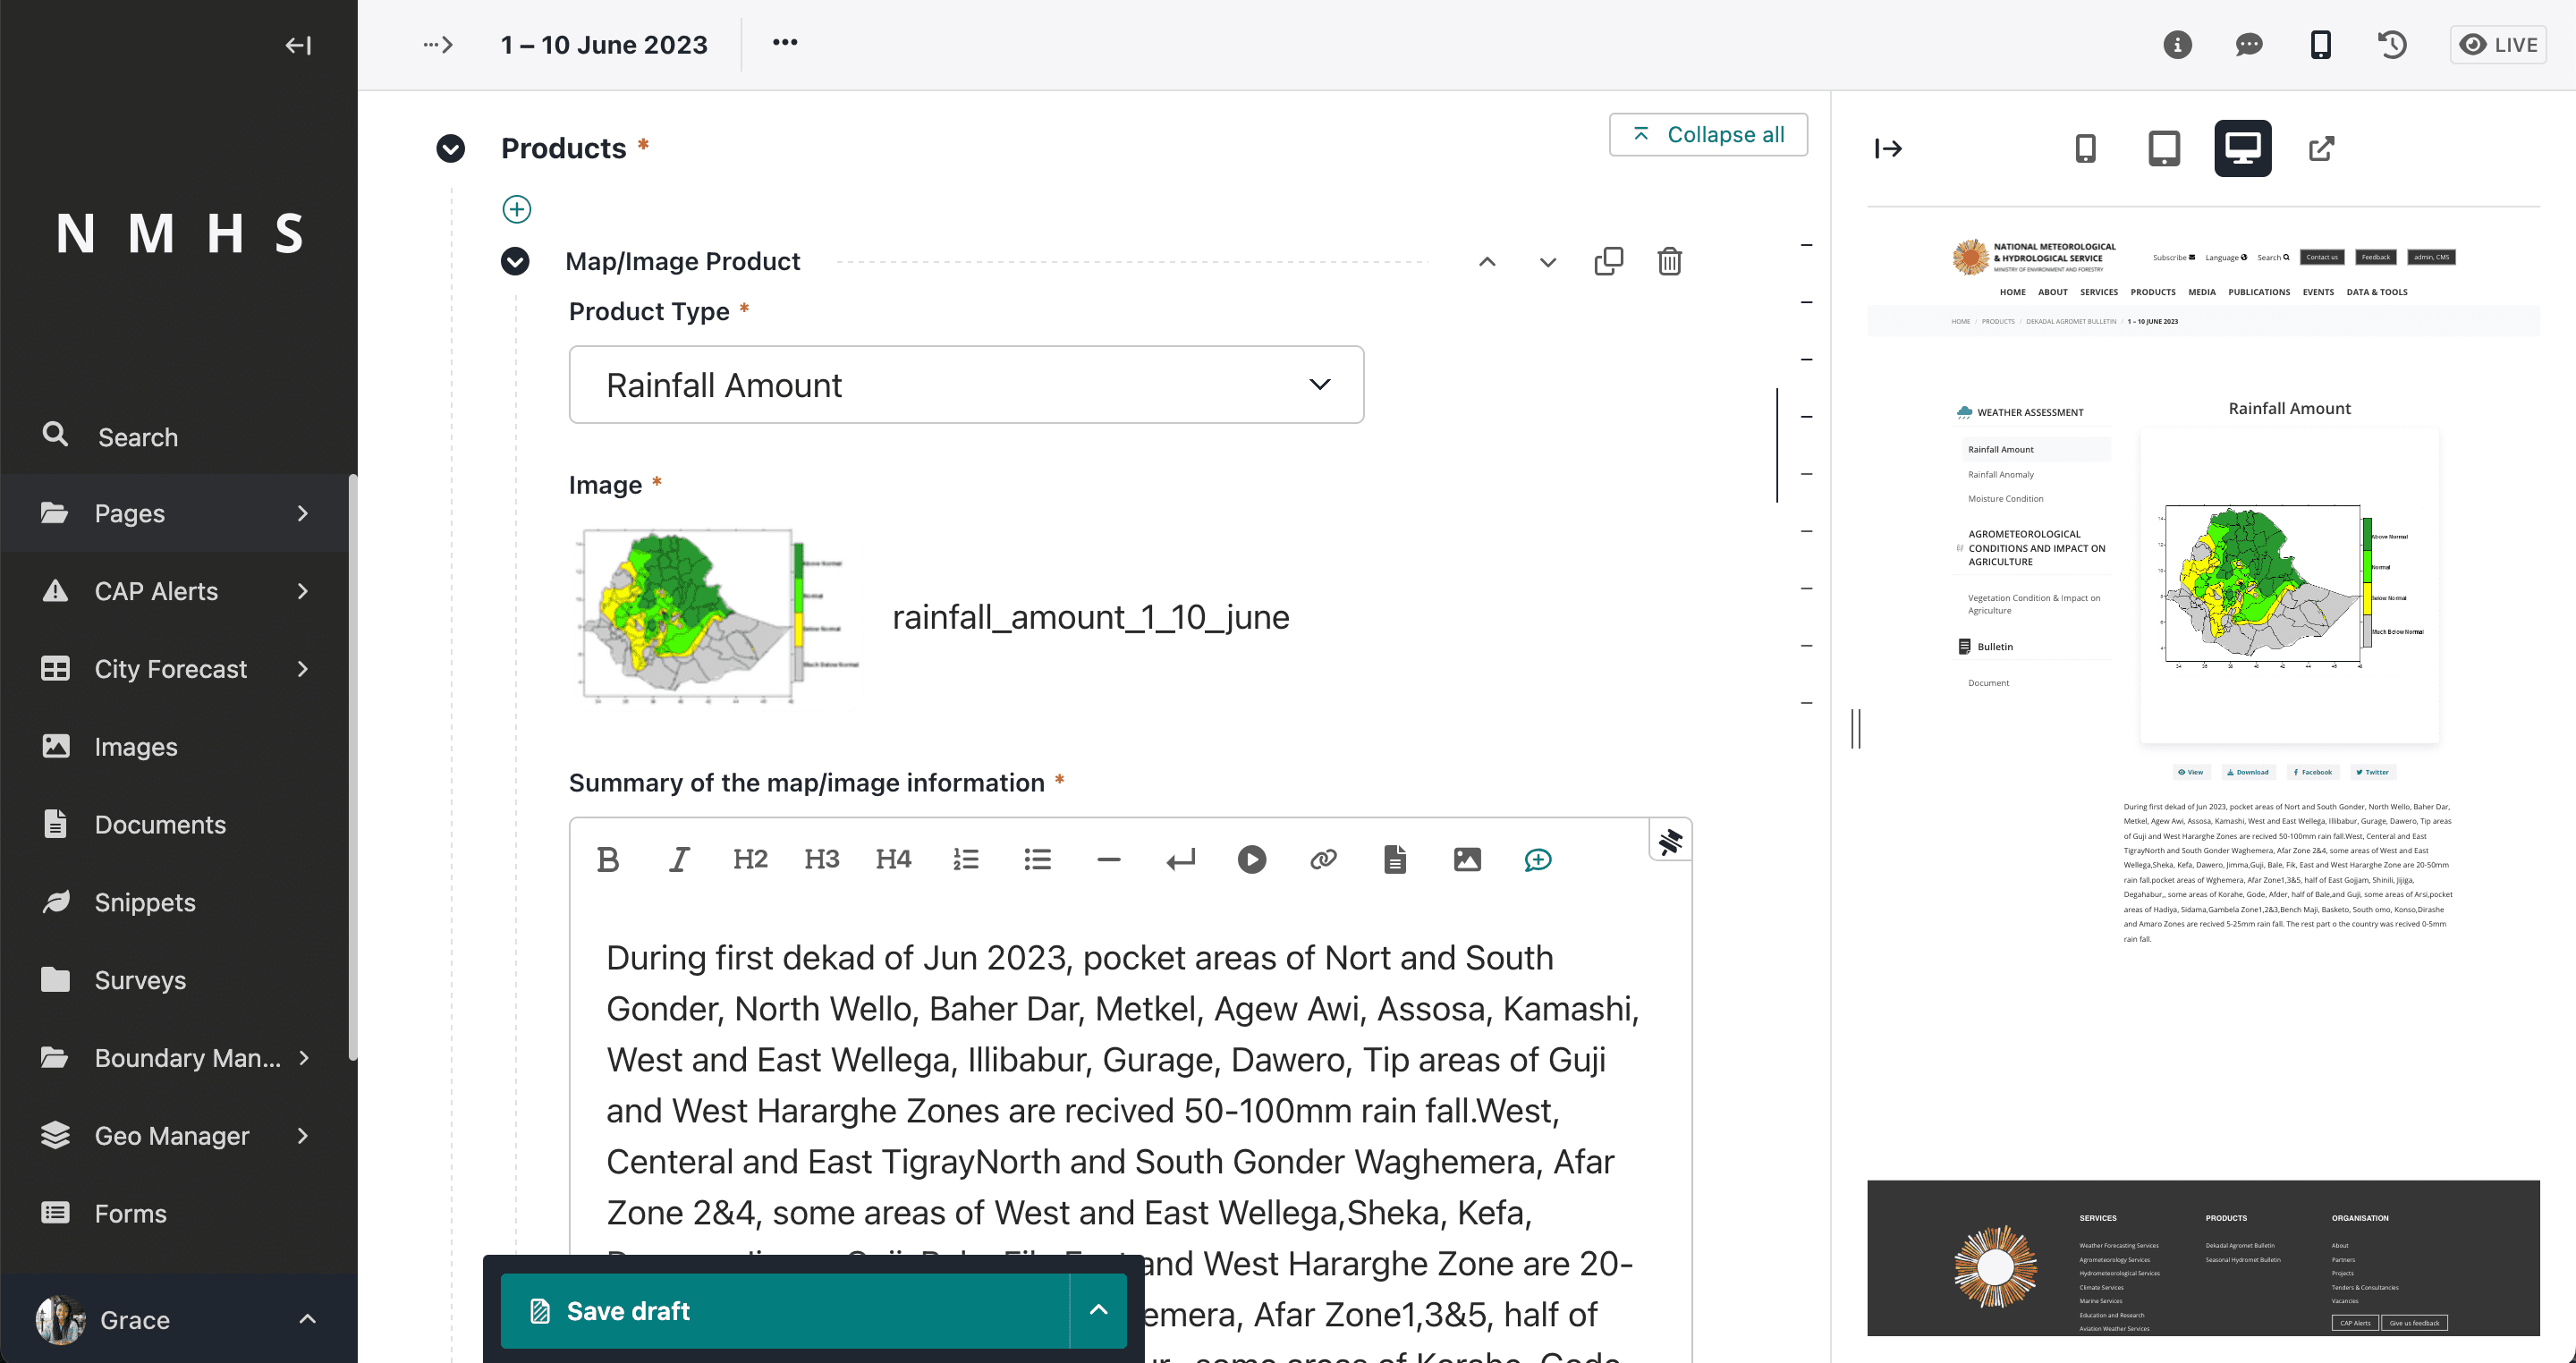 1 – 10 June 2023
LIVE
N M H S
Search
Pages
CAP Alerts
City Forecast
Images
Documents
Snippets
Surveys
Boundary Man...
Geo Manager
Forms
Grace
Products *
Collapse all
Map/Image Product
Product Type *
Rainfall Amount
Image *
Above Normal
Normal
Below Normal
Much Below Normal
rainfall_amount_1_10_june
Summary of the map/image information *
B I H2 H3 H4
During first dekad of Jun 2023, pocket areas of Nort and South
Gonder, North Wello, Baher Dar, Metkel, Agew Awi, Assosa, Kamashi,
West and East Wellega, Illibabur, Gurage, Dawero, Tip areas of Guji
and West Hararghe Zones are recived 50-100mm rain fall.West,
Centeral and East TigrayNorth and South Gonder Waghemera, Afar
Zone 2&4, some areas of West and East Wellega,Sheka, Kefa,
and West Hararghe Zone are 20-
emera, Afar Zone1,3&5, half of
Save draft
NATIONAL METEOROLOGICAL
& HYDROLOGICAL SERVICE
MINISTRY OF ENVIRONMENT AND FORESTRY
Subscribe Language Search Contact us Feedback admin, CMS
HOME ABOUT SERVICES PRODUCTS MEDIA PUBLICATIONS EVENTS DATA & TOOLS
HOME / PRODUCTS / DEKADAL AGROMET BULLETIN / 1 – 10 JUNE 2023
WEATHER ASSESSMENT
Rainfall Amount
Rainfall Anomaly
Moisture Condition
AGROMETEOROLOGICAL
CONDITIONS AND IMPACT ON
AGRICULTURE
Vegetation Condition & Impact on
Agriculture
Bulletin
Document
Rainfall Amount
Above Normal
Normal
Below Normal
Much Below Normal
View Download Facebook Twitter
During first dekad of Jun 2023, pocket areas of Nort and South Gonder, North Wello, Baher Dar,
Metkel, Agew Awi, Assosa, Kamashi, West and East Wellega, Illibabur, Gurage, Dawero, Tip areas
of Guji and West Hararghe Zones are recived 50-100mm rain fall.West, Centeral and East
TigrayNorth and South Gonder Waghemera, Afar Zone 2&4, some areas of West and East
Wellega,Sheka, Kefa, Dawero, Jimma,Guji, Bale, Fik, East and West Hararghe Zone are 20-50mm
rain fall.pocket areas of Wghemera, Afar Zone1,3&5, half of East Gojjam, Shinili, Jijiga,
Degahabur,, some areas of Korahe, Gode, Afder, half of Bale,and Guji, some areas of Arsi,pocket
areas of Hadiya, Sidama,Gambela Zone1,2&3,Bench Maji, Basketo, South omo, Konso,Dirashe
and Amaro Zones are recived 5-25mm rain fall. The rest part o the country was recived 0-5mm
rain fall.
SERVICES
Weather Forecasting Services
Agrometeorology Services
Hydrometeorological Services
Climate Services
Marine Services
Education and Research
Aviation Weather Services
PRODUCTS
Dekadal Agromet Bulletin
Seasonal Hydromet Bulletin
ORGANISATION
About
Partners
Projects
Tenders & Consultancies
Vacancies
CAP Alerts Give us feedback